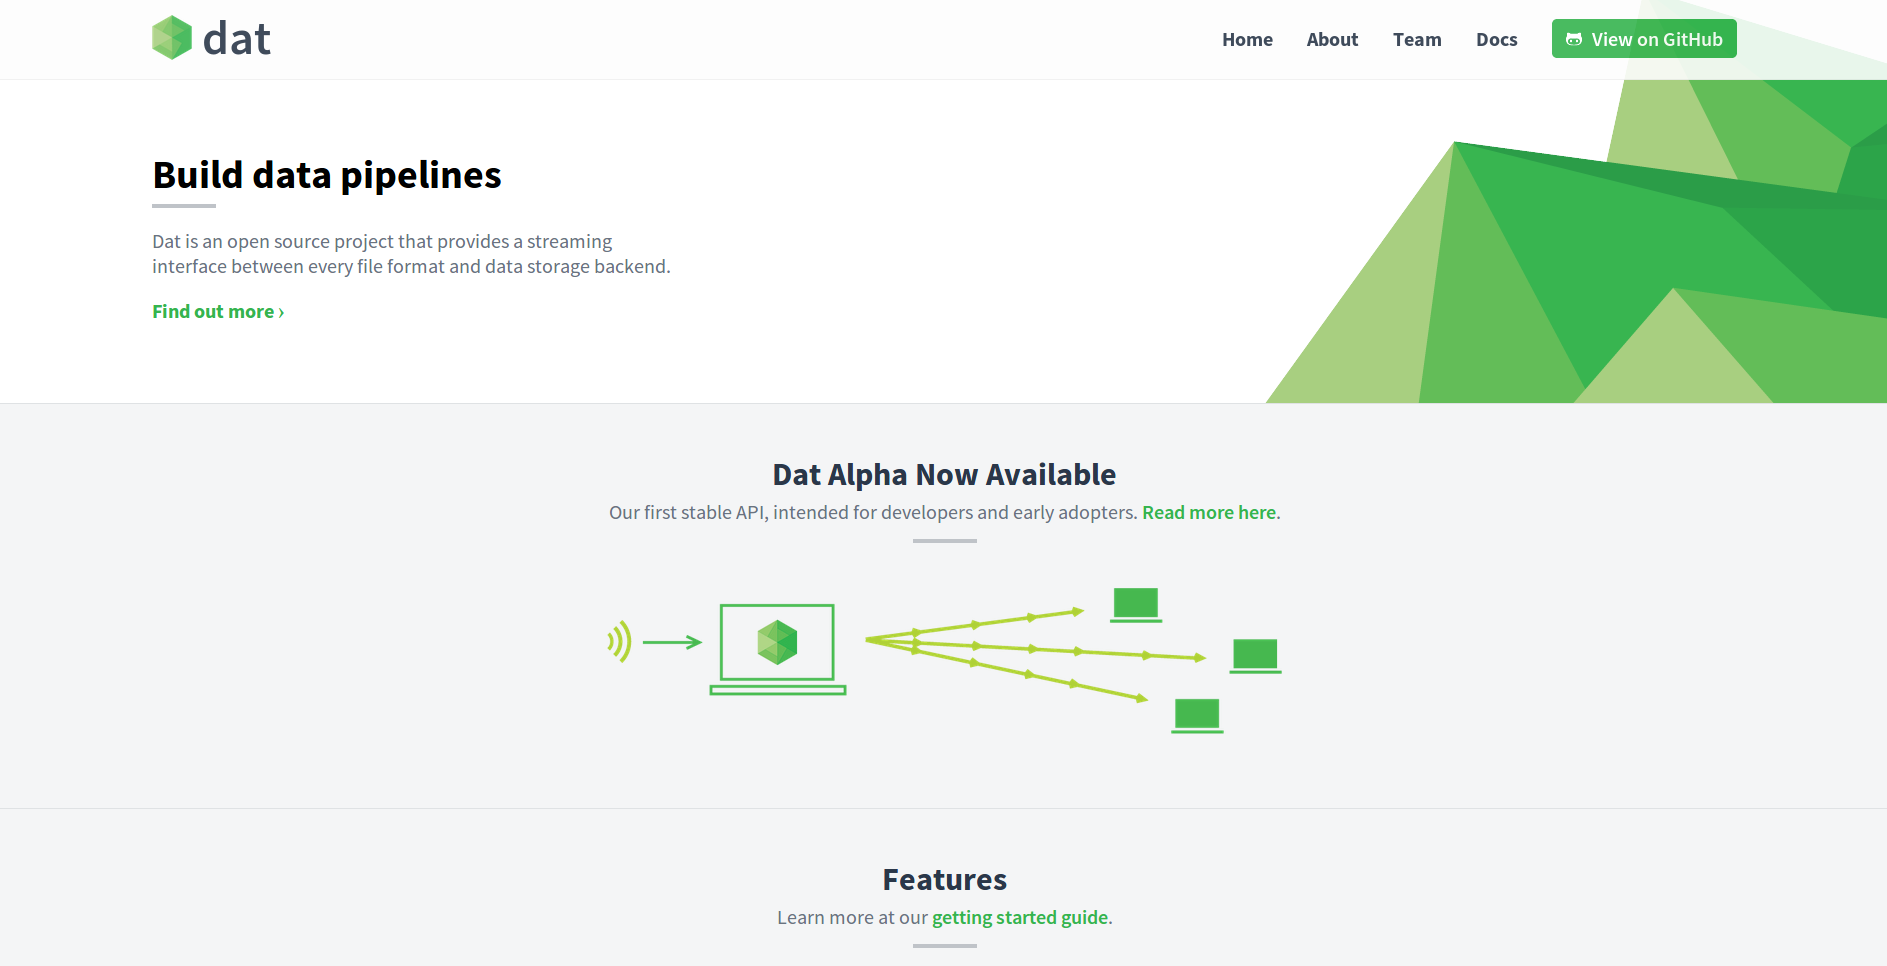 dat
Home About Team Docs View on GitHub
Build data pipelines
Dat is an open source project that provides a streaming
interface between every file format and data storage backend.
Find out more ›
Dat Alpha Now Available
Our first stable API, intended for developers and early adopters. Read more here.
Features
Learn more at our getting started guide.